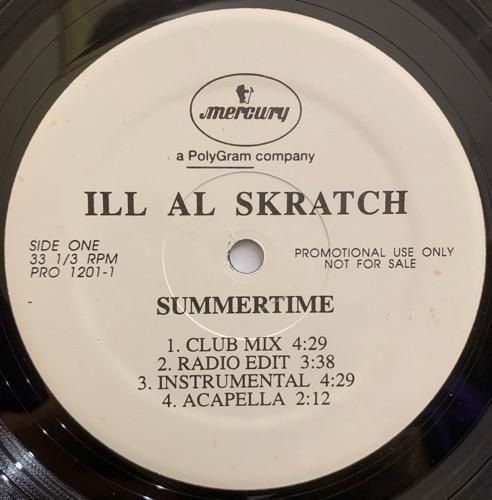 mercury
a PolyGram company
ILL AL SKRATCH
SIDE ONE
33 1/3 RPM
PRO 1201-1
PROMOTIONAL USE ONLY
NOT FOR SALE
SUMMERTIME
1. CLUB MIX 4:29
2. RADIO EDIT 3:38
3. INSTRUMENTAL 4:29
4. ACAPELLA 2:12